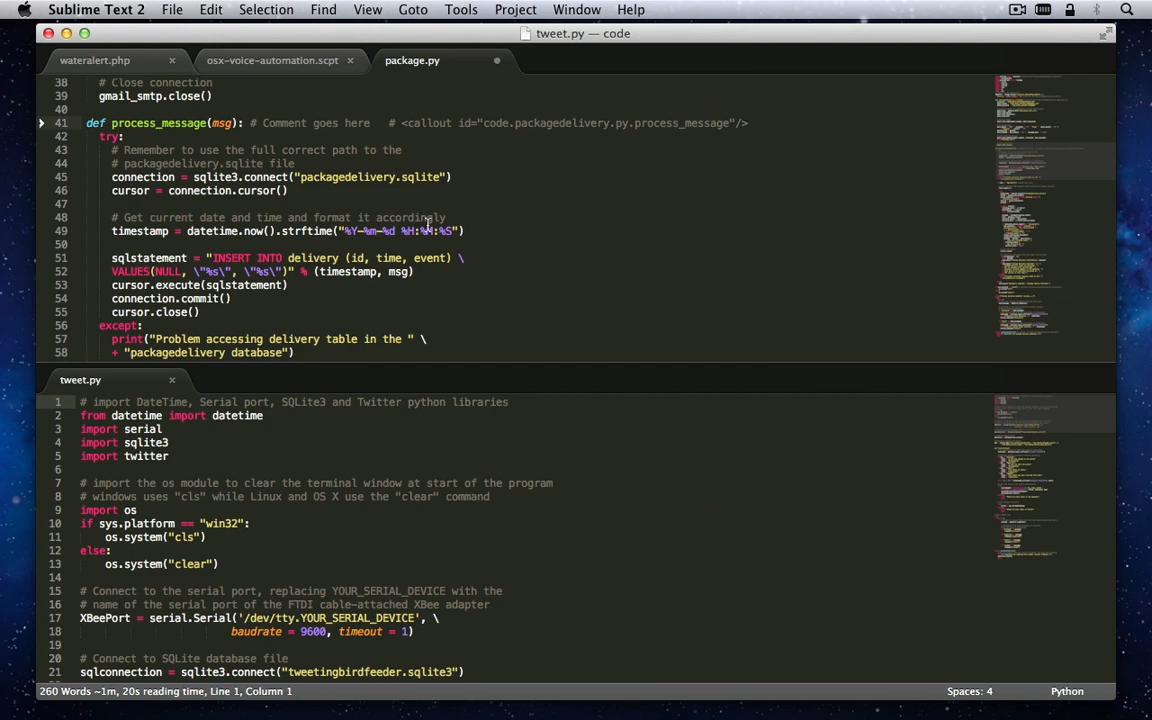 Sublime Text 2 File Edit Selection Find View Goto Tools Project Window Help
tweet.py — code
wateralert.php × osx-voice-automation.scpt × package.py
38 # Close connection
39 gmail_smtp.close()
40
41 def process_message(msg): # Comment goes here # <callout id="code.packagedelivery.py.process_message"/>
42 try:
43 # Remember to use the full correct path to the
44 # packagedelivery.sqlite file
45 connection = sqlite3.connect("packagedelivery.sqlite")
46 cursor = connection.cursor()
47
48 # Get current date and time and format it accordingly
49 timestamp = datetime.now().strftime("%Y-%m-%d %H:%M:%S")
50
51 sqlstatement = "INSERT INTO delivery (id, time, event) \
52 VALUES(NULL, \"%s\", \"%s\")" % (timestamp, msg)
53 cursor.execute(sqlstatement)
54 connection.commit()
55 cursor.close()
56 except:
57 print("Problem accessing delivery table in the " \
58 + "packagedelivery database")
tweet.py ×
1 # import DateTime, Serial port, SQLite3 and Twitter python libraries
2 from datetime import datetime
3 import serial
4 import sqlite3
5 import twitter
6
7 # import the os module to clear the terminal window at start of the program
8 # windows uses "cls" while Linux and OS X use the "clear" command
9 import os
10 if sys.platform == "win32":
11 os.system("cls")
12 else:
13 os.system("clear")
14
15 # Connect to the serial port, replacing YOUR_SERIAL_DEVICE with the
16 # name of the serial port of the FTDI cable-attached XBee adapter
17 XBeePort = serial.Serial('/dev/tty.YOUR_SERIAL_DEVICE', \
18 baudrate = 9600, timeout = 1)
19
20 # Connect to SQLite database file
21 sqlconnection = sqlite3.connect("tweetingbirdfeeder.sqlite3")
260 Words ~1m, 20s reading time, Line 1, Column 1 Spaces: 4 Python